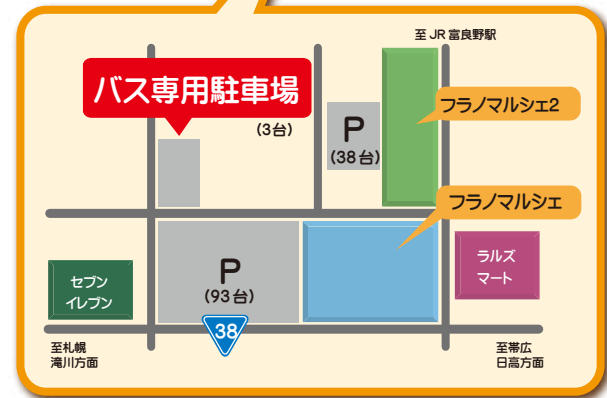 至JR富良野駅
バス専用駐車場
(3台)
P
(38台)
フラノマルシェ2
フラノマルシェ
P
(93台)
セブン
イレブン
ラルズ
マート
38
至札幌
滝川方面
至帯広
日高方面